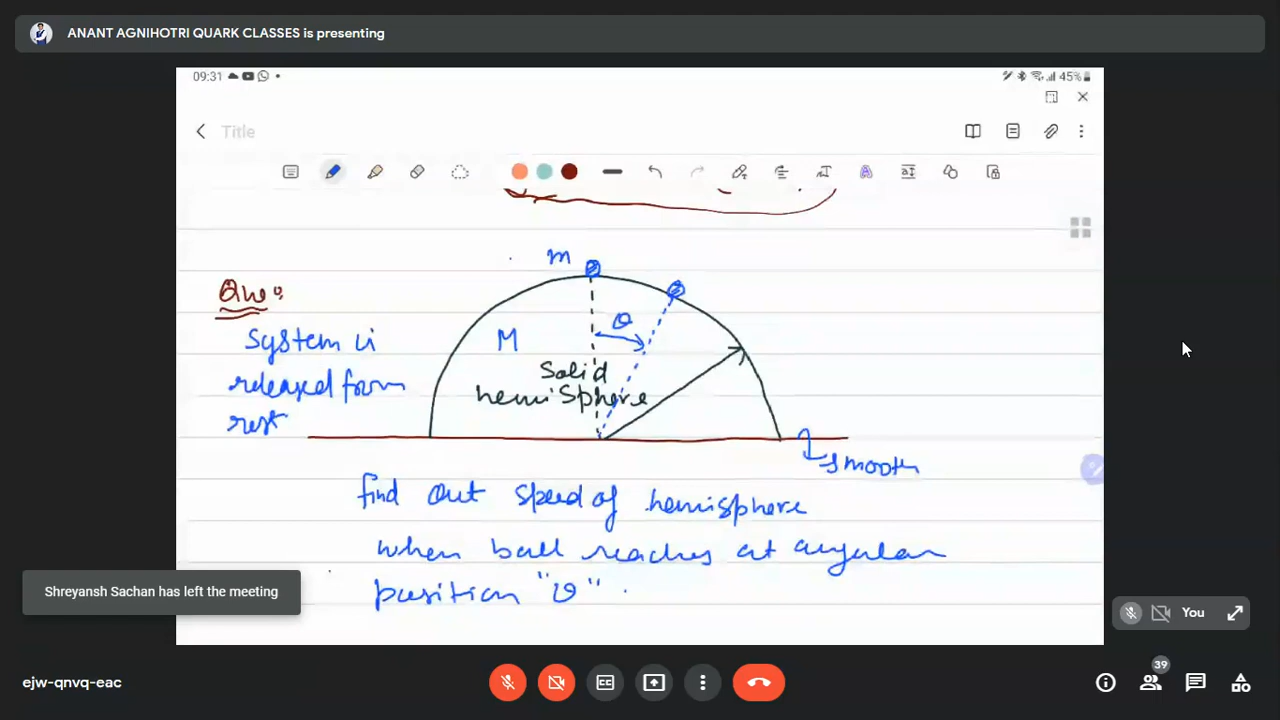 ANANT AGNIHOTRI QUARK CLASSES is presenting
09:31
45%
Title
m
Que:
θ
System is
M
released from
Solid
hemisphere
rest
smooth
find out speed of hemisphere
when ball reaches at angular
position "θ".
Shreyansh Sachan has left the meeting
You
39
ejw-qnvq-eac
CC